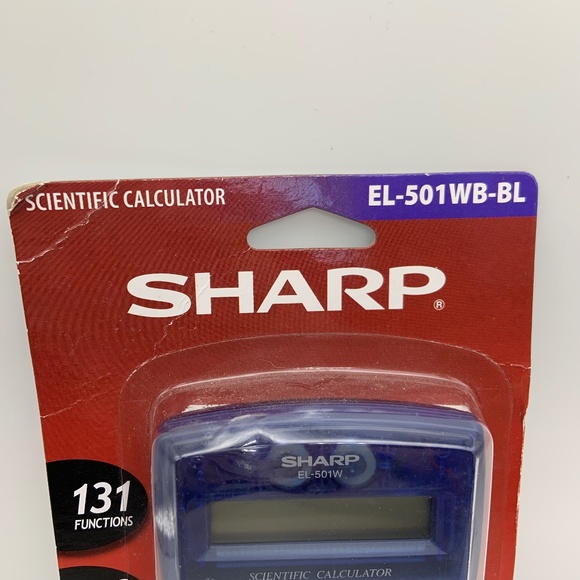 SCIENTIFIC CALCULATOR
EL-501WB-BL
SHARP®
SHARP
EL-501W
131
FUNCTIONS
SCIENTIFIC CALCULATOR